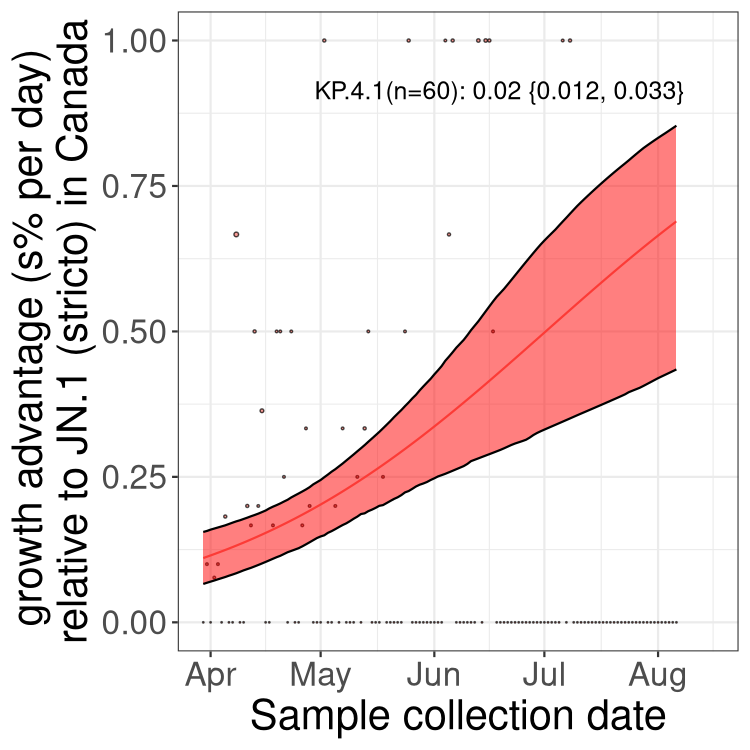 growth advantage (s% per day)
relative to JN.1 (stricto) in Canada
1.00
0.75
0.50
0.25
0.00
KP.4.1(n=60): 0.02 {0.012, 0.033}
Apr May Jun Jul Aug
Sample collection date